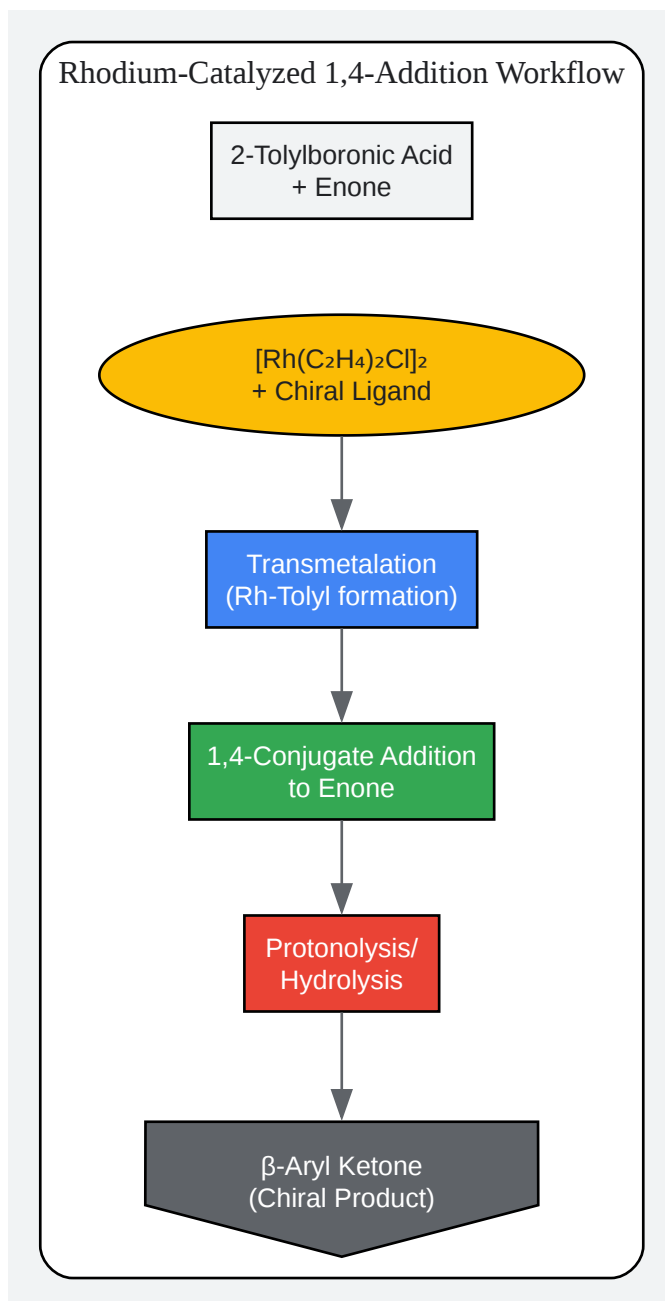 Rhodium-Catalyzed 1,4-Addition Workflow
2-Tolylboronic Acid
+ Enone
[Rh(C₂H₄)₂Cl]₂
+ Chiral Ligand
Transmetalation
(Rh-Tolyl formation)
1,4-Conjugate Addition
to Enone
Protonolysis/
Hydrolysis
β-Aryl Ketone
(Chiral Product)